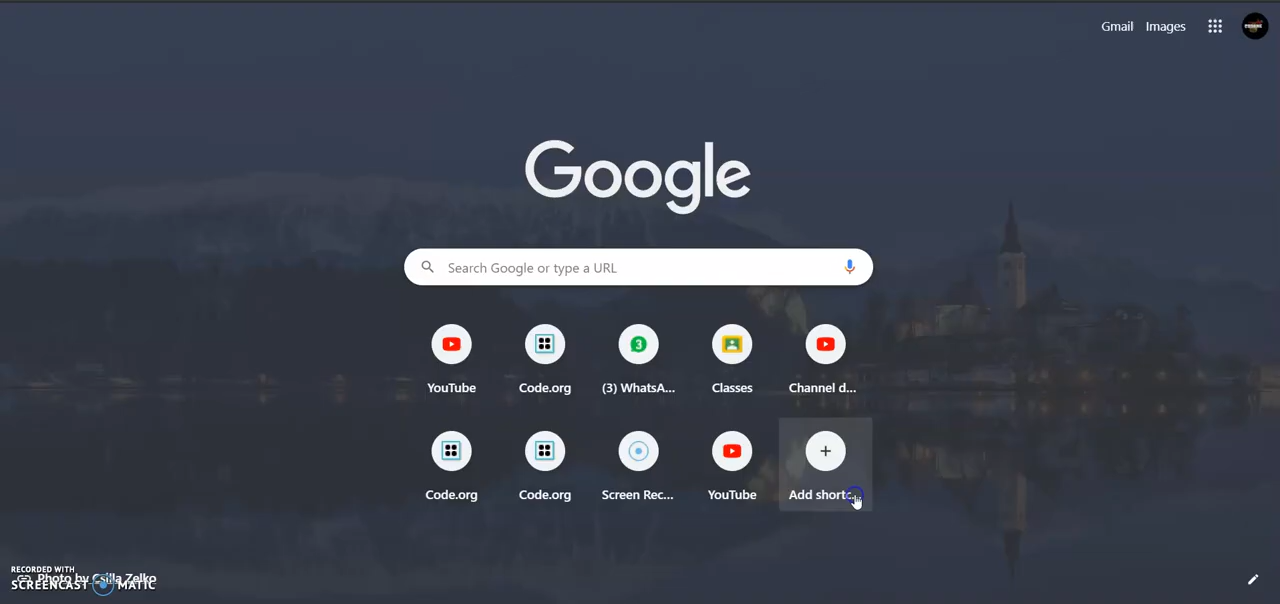 Gmail Images
Google
Search Google or type a URL
YouTube Code.org (3) WhatsA... Classes Channel d...
3
Code.org Code.org Screen Rec... YouTube Add shortc...
RECORDED WITH
Photo by Csilla Zelko
SCREENCAST MATIC